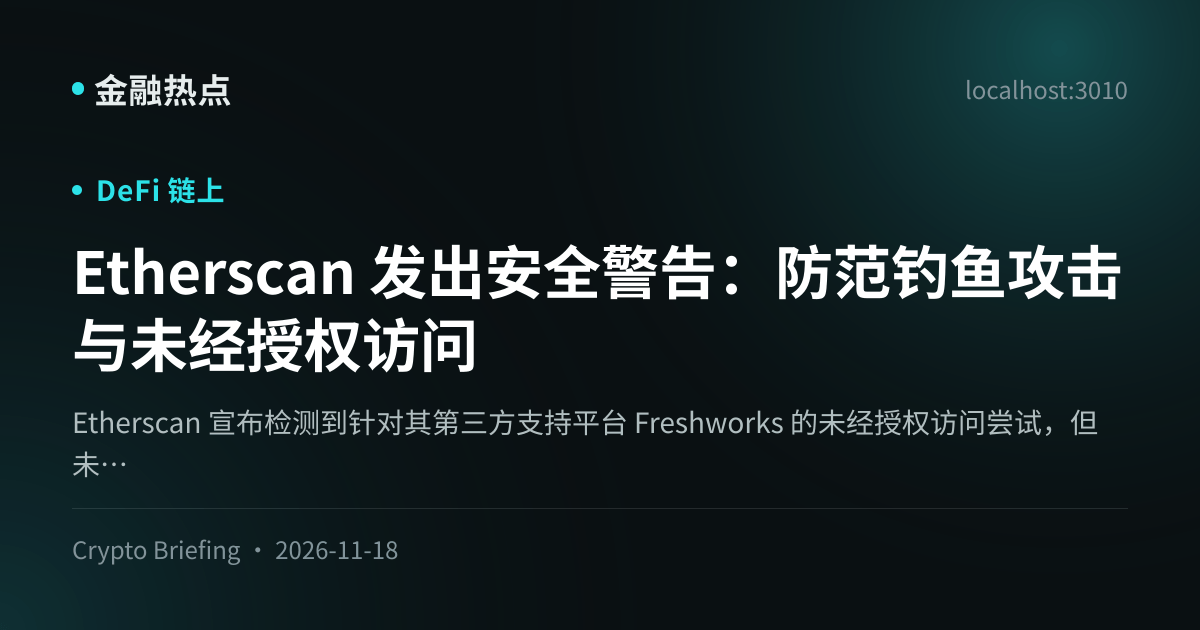 金融热点
localhost:3010
DeFi 链上
Etherscan 发出安全警告：防范钓鱼攻击
与未经授权访问
Etherscan 宣布检测到针对其第三方支持平台 Freshworks 的未经授权访问尝试，但
未…
Crypto Briefing · 2026-11-18